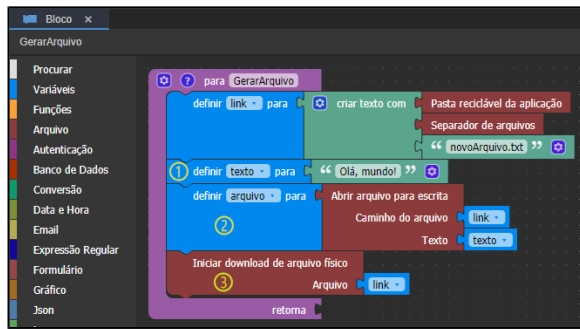 Bloco ×
GerarArquivo
Procurar
Variáveis
Funções
Arquivo
Autenticação
Banco de Dados
Conversão
Data e Hora
Email
Expressão Regular
Formulário
Gráfico
Json
? para GerarArquivo
definir link para criar texto com Pasta reciclável da aplicação
Separador de arquivos
“ novoArquivo.txt ”
1 definir texto para “ Olá, mundo! ”
definir arquivo para Abrir arquivo para escrita
2 Caminho do arquivo link
Texto texto
Iniciar download de arquivo físico
3 Arquivo link
retorna